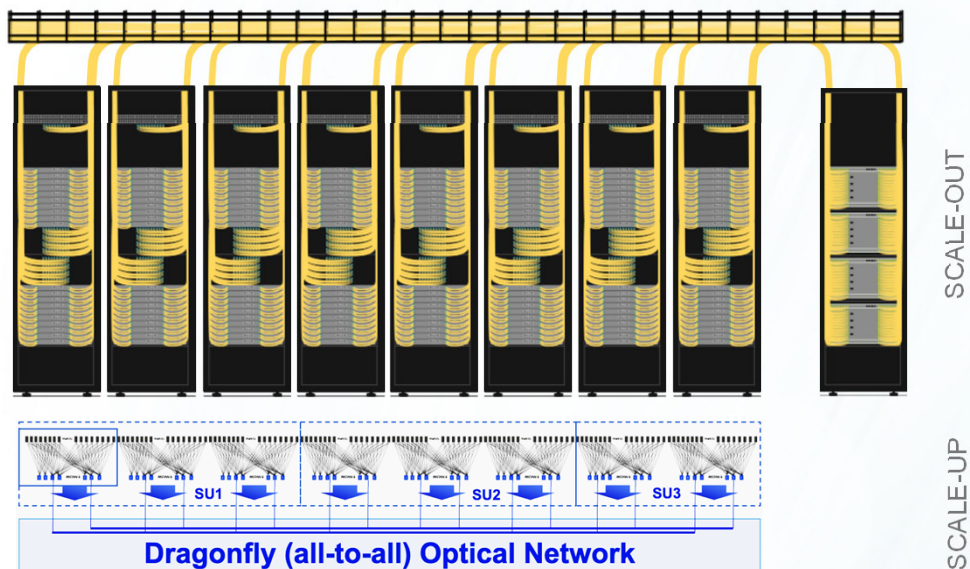 SCALE-OUT
SU1
SU2
SU3
SCALE-UP
Dragonfly (all-to-all) Optical Network